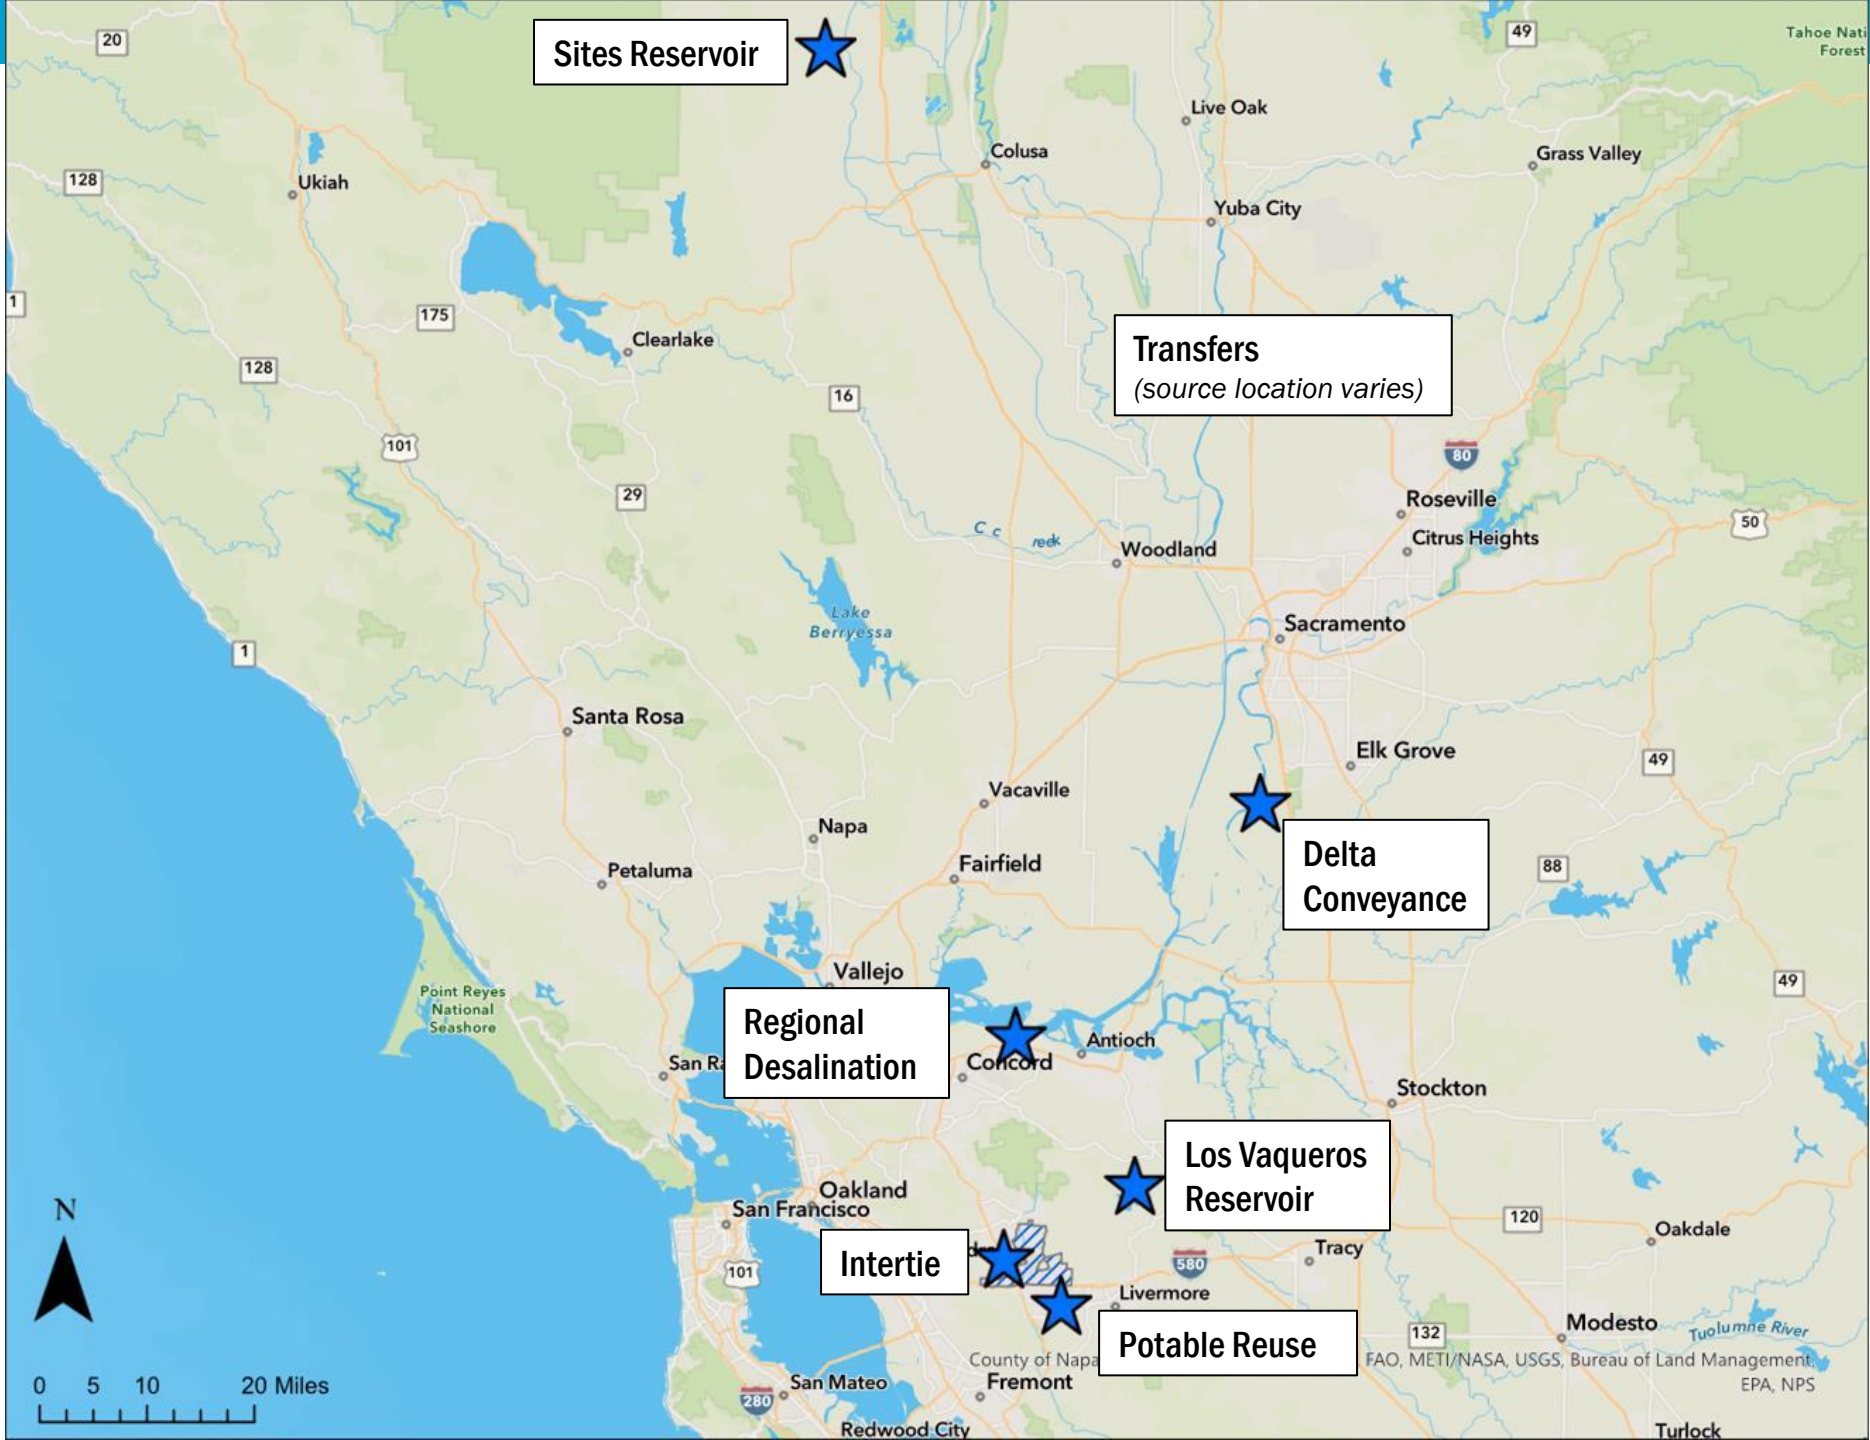 20
Sites Reservoir
49
Tahoe Nati
Forest
Live Oak
Colusa
Grass Valley
128
Ukiah
Yuba City
1
175
Clearlake
Transfers
(source location varies)
128
16
101
80
29
Roseville
50
Citrus Heights
C c
reek
Woodland
Lake
Berryessa
Sacramento
1
Santa Rosa
Elk Grove
49
Vacaville
Napa
Delta
Conveyance
Fairfield
88
Petaluma
Vallejo
49
Point Reyes
National
Seashore
Regional
Desalination
Antioch
San Ra
Concord
Stockton
Los Vaqueros
Reservoir
Oakland
San Francisco
N
120
Oakdale
Intertie
dro
Tracy
580
101
Livermore
Potable Reuse
132
Modesto
Tuolumne River
County of Napa
FAO, METI/NASA, USGS, Bureau of Land Management,
EPA, NPS
0 5 10 20 Miles
280
San Mateo
Fremont
Redwood City
Turlock